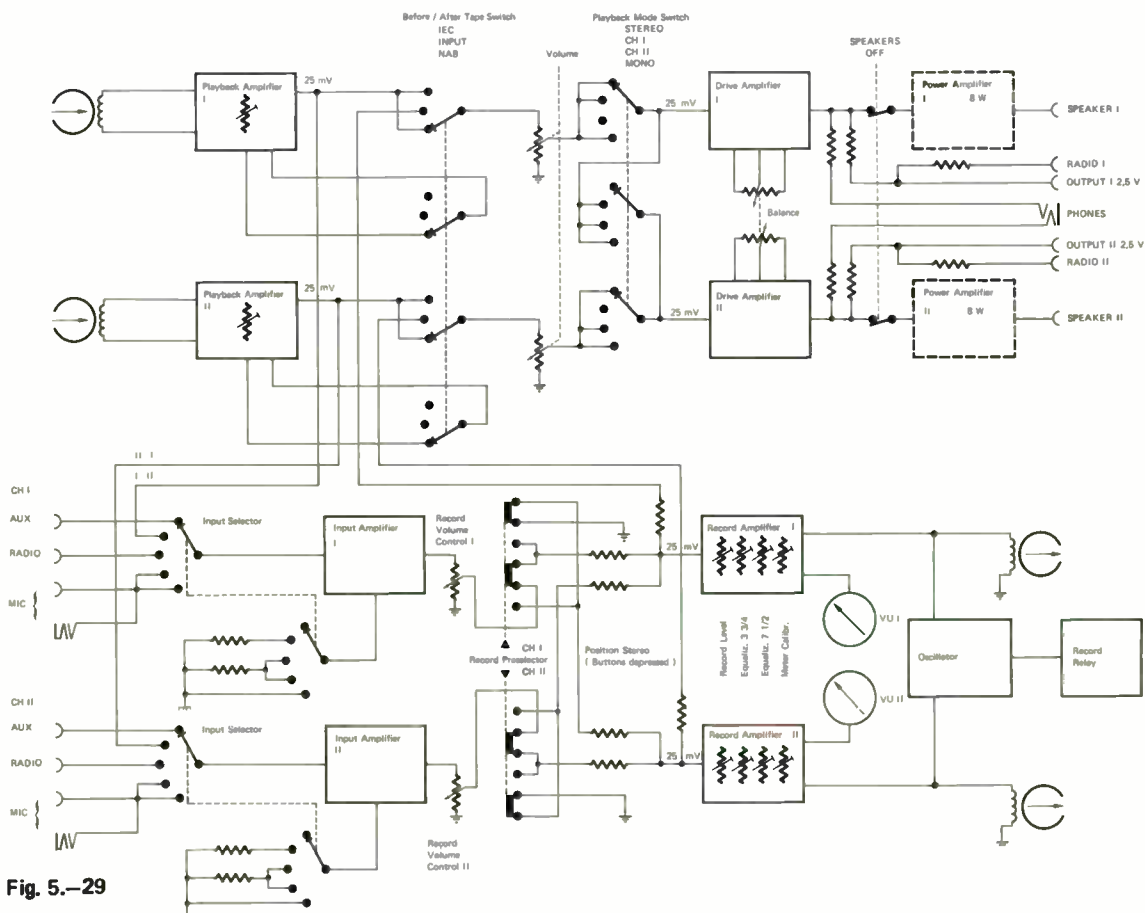 Before / After Tape Switch
IEC
INPUT
NAB
Playback Mode Switch
STEREO
CH I
CH II
MONO
Volume
SPEAKERS
OFF
Playback Amplifier
I
25 mV
25 mV
Drive Amplifier
I
Power Amplifier
I 8 W
SPEAKER I
RADIO I
OUTPUT I 2,5 V
PHONES
Balance
OUTPUT II 2,5 V
RADIO II
Playback Amplifier
II
25 mV
25 mV
Drive Amplifier
II
Power Amplifier
II 8 W
SPEAKER II
II I
I II
CH I
AUX
RADIO
MIC
Input Selector
Input Amplifier
I
Record
Volume
Control I
25 mV
Record Amplifier I
VU I
CH I
Record Preselector
CH II
Position Stereo
( Buttons depressed )
Record Level
Equaliz. 3 3/4
Equaliz. 7 1/2
Meter Calibr.
Oscillator
Record
Relay
VU II
CH II
AUX
RADIO
MIC
Input Selector
Input Amplifier
II
25 mV
Record Amplifier II
Record
Volume
Control II
Fig. 5.—29